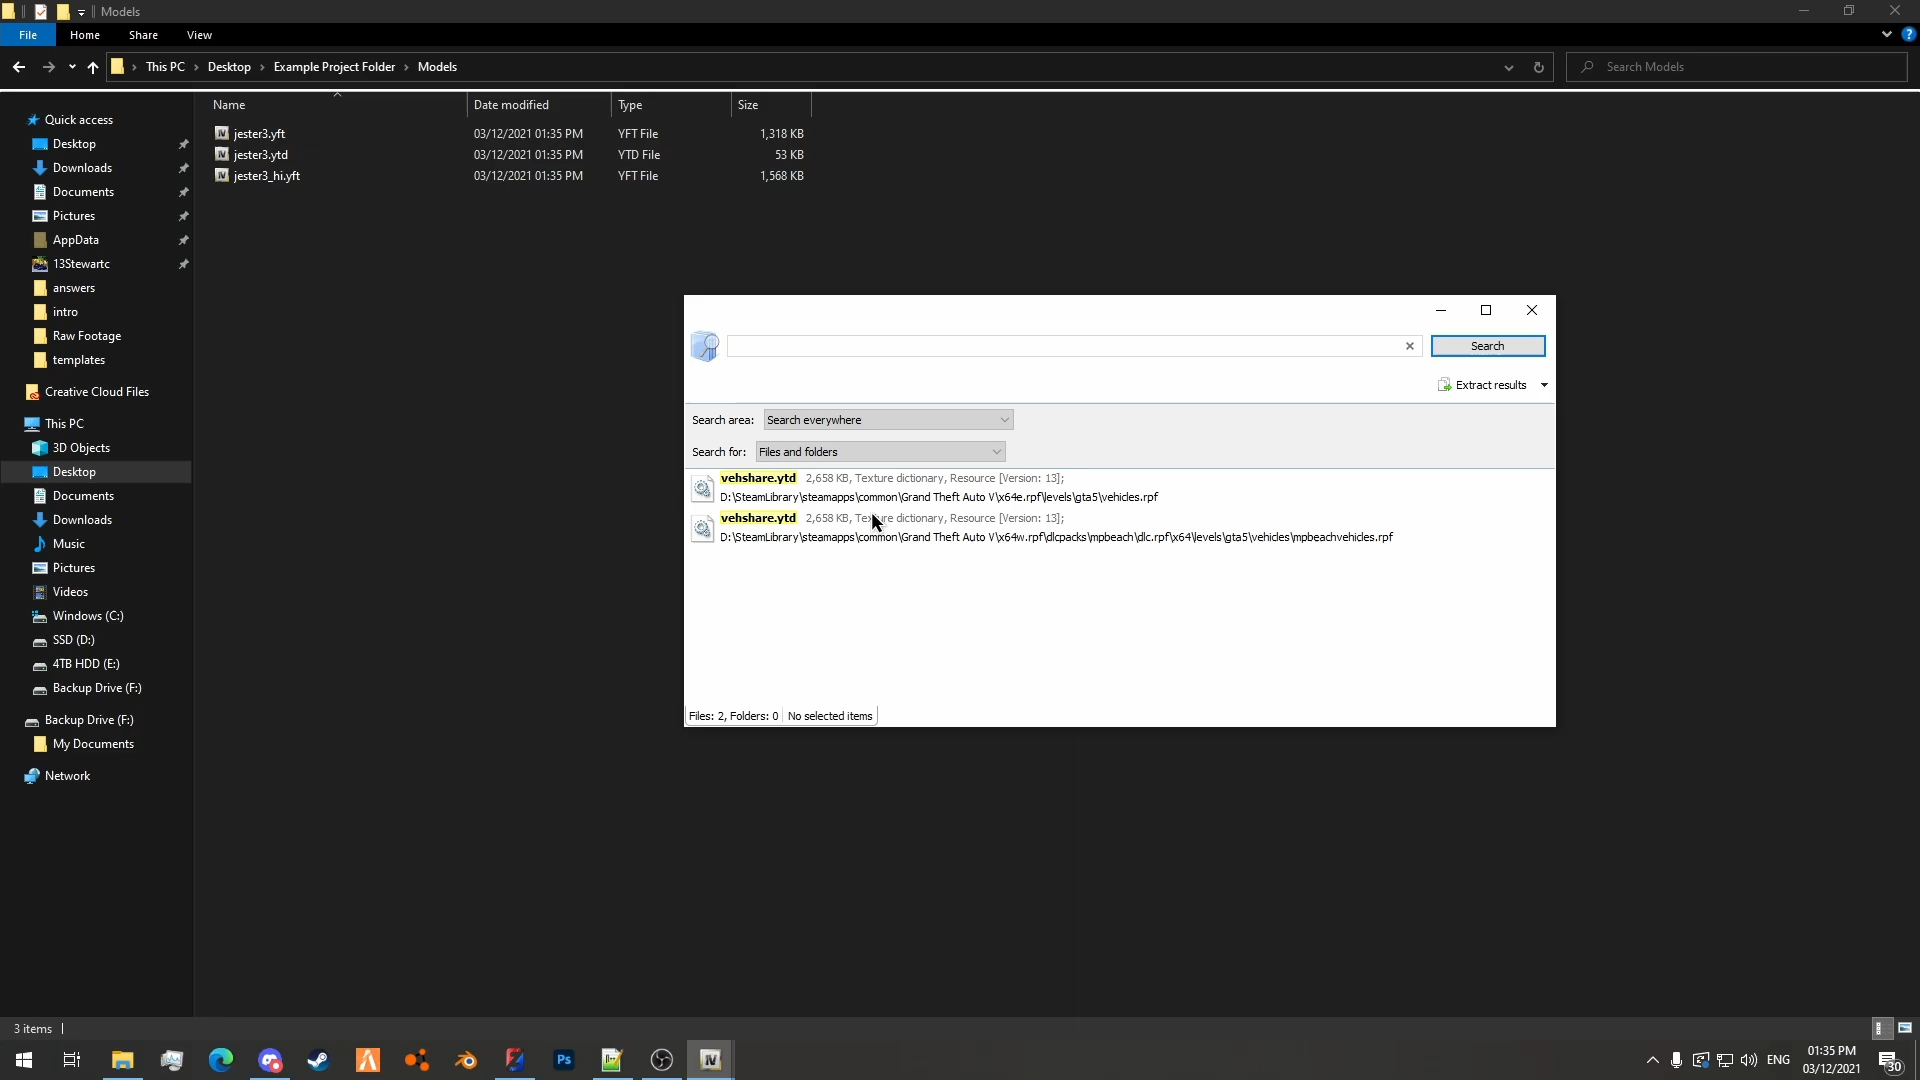 Models
File Home Share View
This PC Desktop Example Project Folder Models
Search Models
Name Date modified Type Size
jester3.yft 03/12/2021 01:35 PM YFT File 1,318 KB
jester3.ytd 03/12/2021 01:35 PM YTD File 53 KB
jester3_hi.yft 03/12/2021 01:35 PM YFT File 1,568 KB
Quick access
Desktop
Downloads
Documents
Pictures
AppData
13Stewartc
answers
intro
Raw Footage
templates
Creative Cloud Files
This PC
3D Objects
Desktop
Documents
Downloads
Music
Pictures
Videos
Windows (C:)
SSD (D:)
4TB HDD (E:)
Backup Drive (F:)
Backup Drive (F:)
My Documents
Network
Search
Extract results
Search area: Search everywhere
Search for: Files and folders
vehshare.ytd 2,658 KB, Texture dictionary, Resource [Version: 13];
D:\SteamLibrary\steamapps\common\Grand Theft Auto V\x64e.rpf\levels\gta5\vehicles.rpf
vehshare.ytd 2,658 KB, Texture dictionary, Resource [Version: 13];
D:\SteamLibrary\steamapps\common\Grand Theft Auto V\x64w.rpf\dlcpacks\mpbeach\dlc.rpf\x64\levels\gta5\vehicles\mpbeachvehicles.rpf
Files: 2, Folders: 0 No selected items
3 items
Ps
IV
ENG
01:35 PM
03/12/2021
30